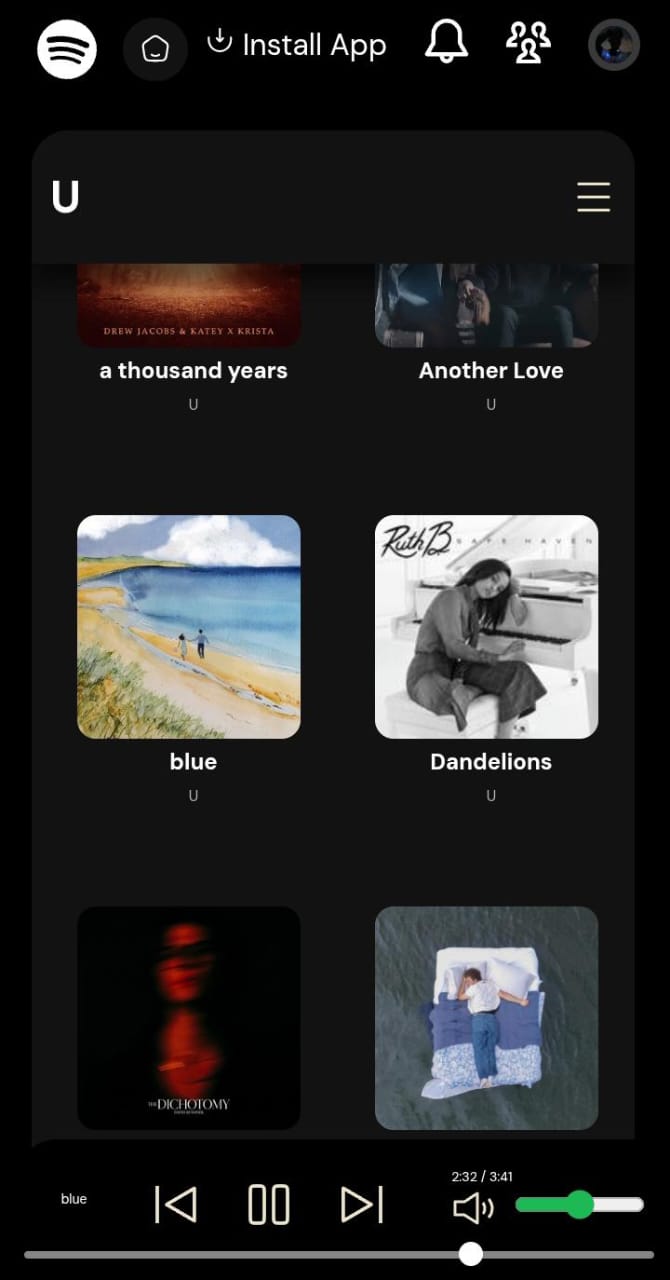 Install App
U
DREW JACOBS & KATEY X KRISTA
a thousand years
Another Love
U
U
Ruth B SAFE HAVEN
blue
Dandelions
U
U
THE DICHOTOMY
2:32 / 3:41
blue